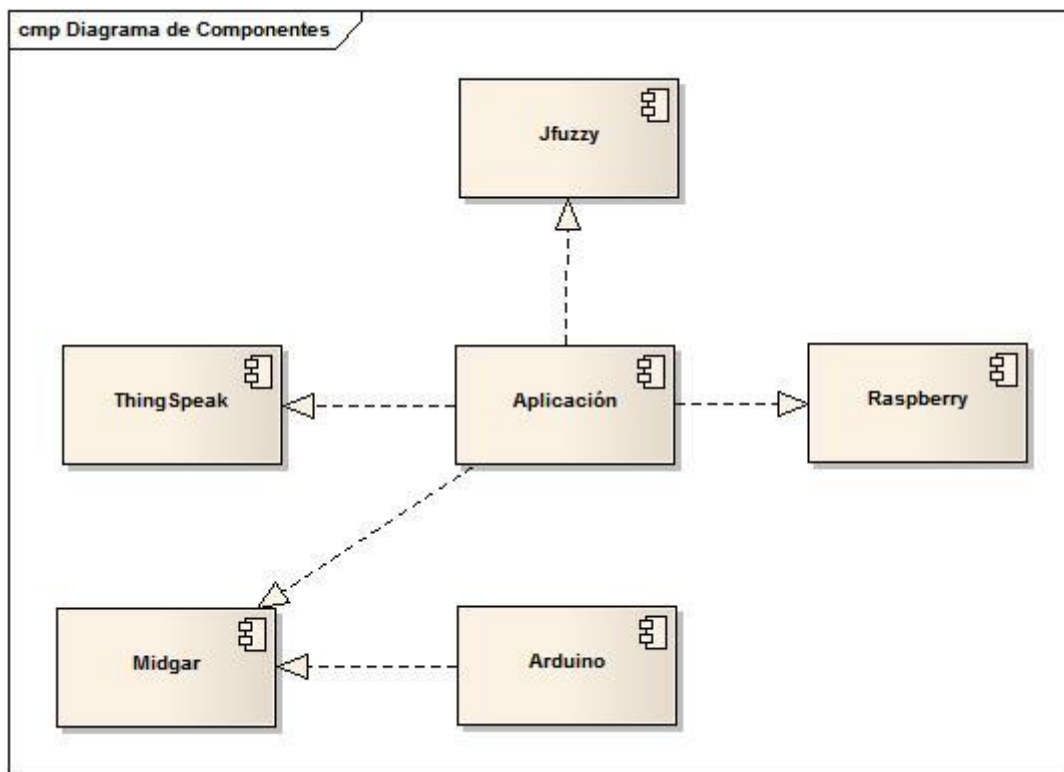 cmp Diagrama de Componentes
Jfuzzy
ThingSpeak
Aplicación
Raspberry
Midgar
Arduino